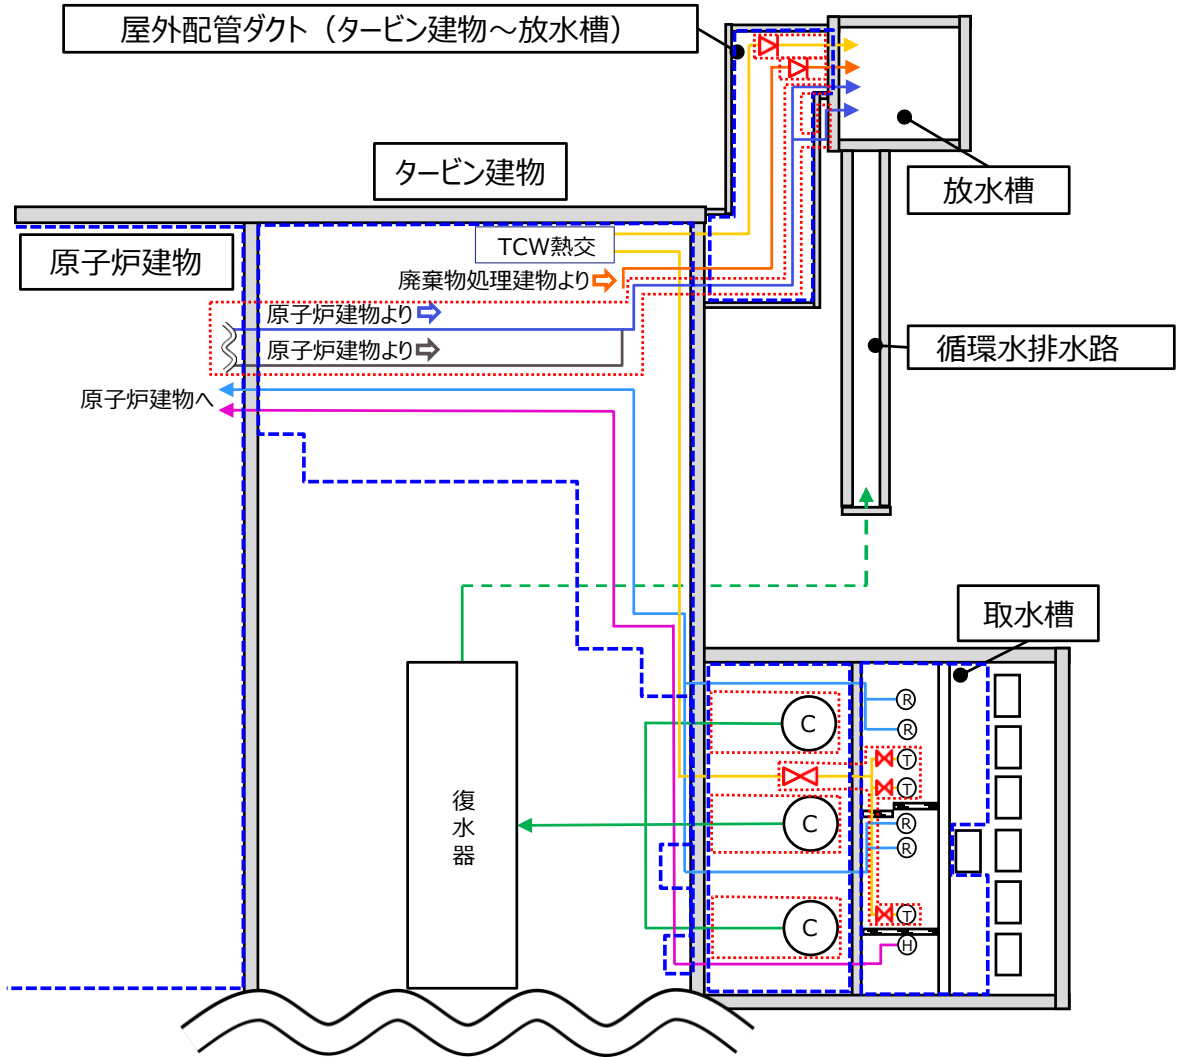 屋外配管ダクト（タービン建物～放水槽）
タービン建物
放水槽
原子炉建物
TCW熱交
廃棄物処理建物より
原子炉建物より
原子炉建物より
循環水排水路
原子炉建物へ
取水槽
復水器
C
C
C
R
R
T
T
R
R
T
H